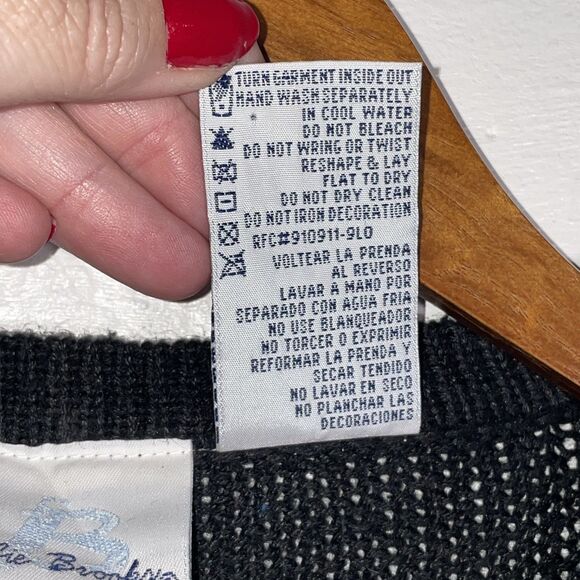 TURN GARMENT INSIDE OUT
HAND WASH SEPARATELY
IN COOL WATER
DO NOT BLEACH
DO NOT WRING OR TWIST
RESHAPE & LAY
FLAT TO DRY
DO NOT DRY CLEAN
DO NOT IRON DECORATION
RFC#910911-9L0
VOLTEAR LA PRENDA
AL REVERSO
LAVAR A MANO POR
SEPARADO CON AGUA FRIA
NO USE BLANQUEADOR
NO TORCER O EXPRIMIR
REFORMAR LA PRENDA Y
SECAR TENDIDO
NO LAVAR EN SECO
NO PLANCHAR LAS
DECORACIONES
B